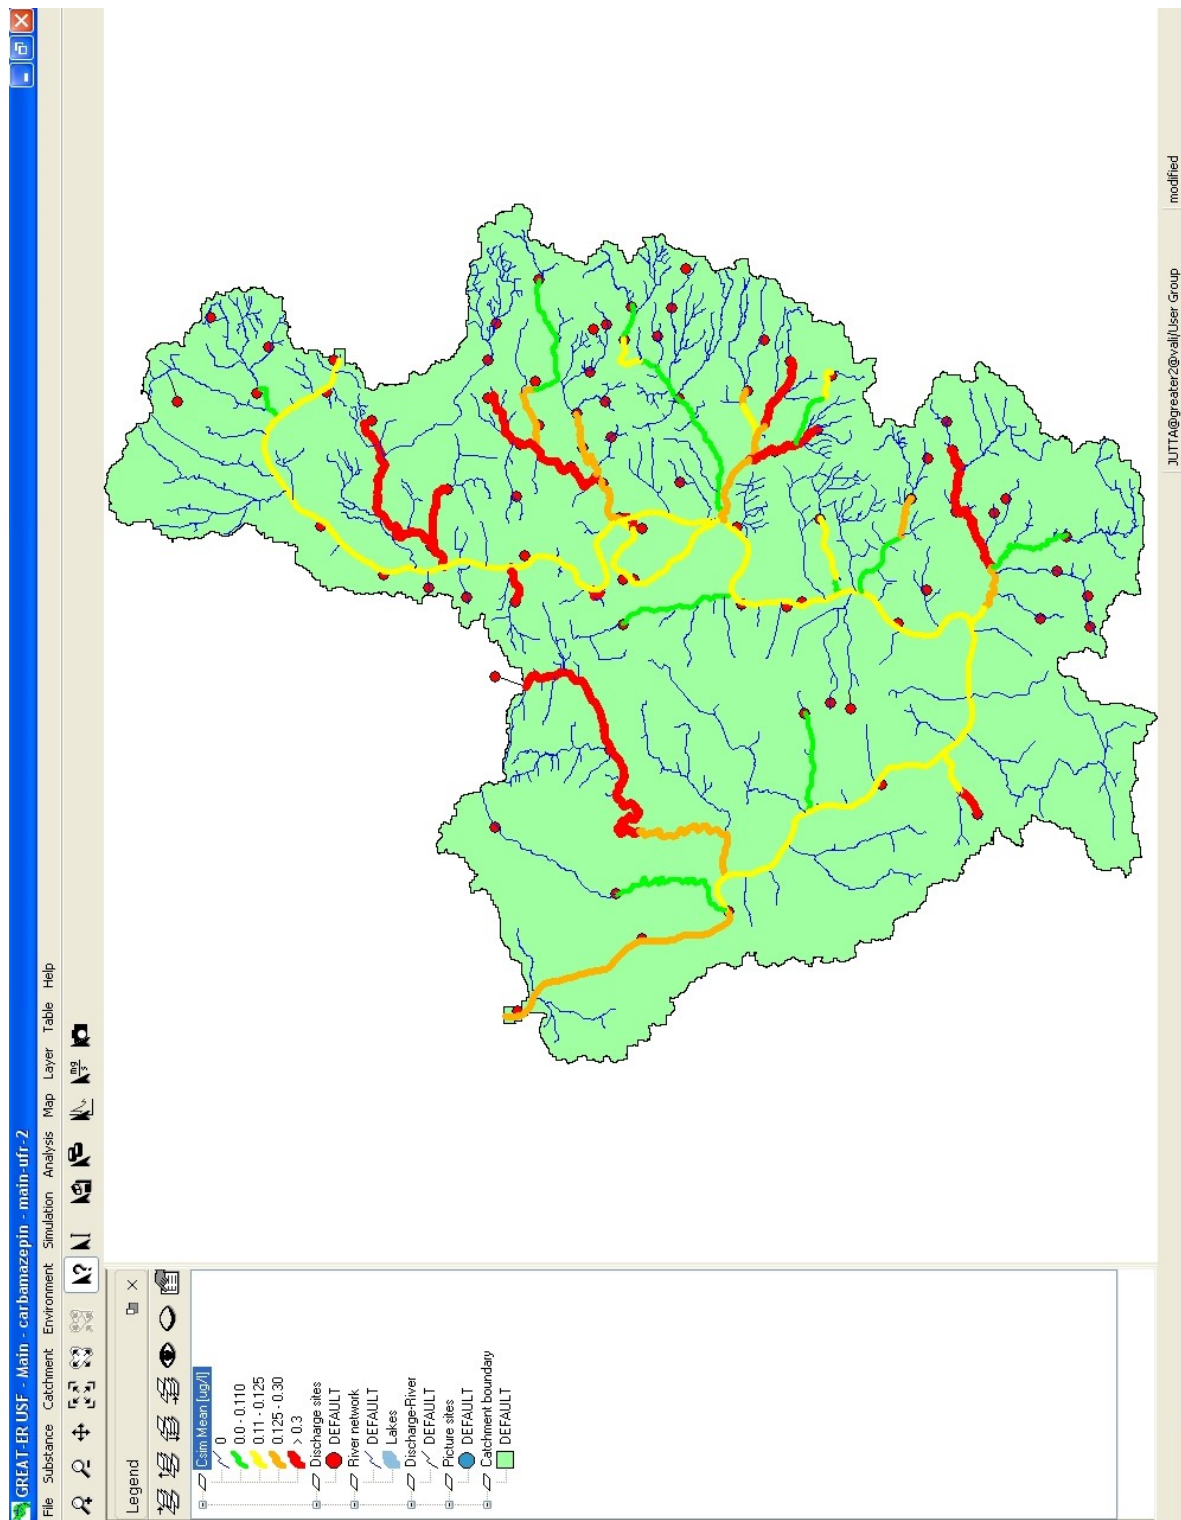 GREAT-ER USF - Main - carbamazepin - main-ufr-2
File Substance Catchment Environment Simulation Analysis Map Layer Table Help
mg
s
Legend
Csim Mean [ug/l]
0
0.0 - 0.110
0.11 - 0.125
0.125 - 0.30
> 0.3
Discharge sites
DEFAULT
River network
DEFAULT
Lakes
Discharge-River
DEFAULT
Picture sites
DEFAULT
Catchment boundary
DEFAULT
JUTTA@greater2@vali/User Group modified